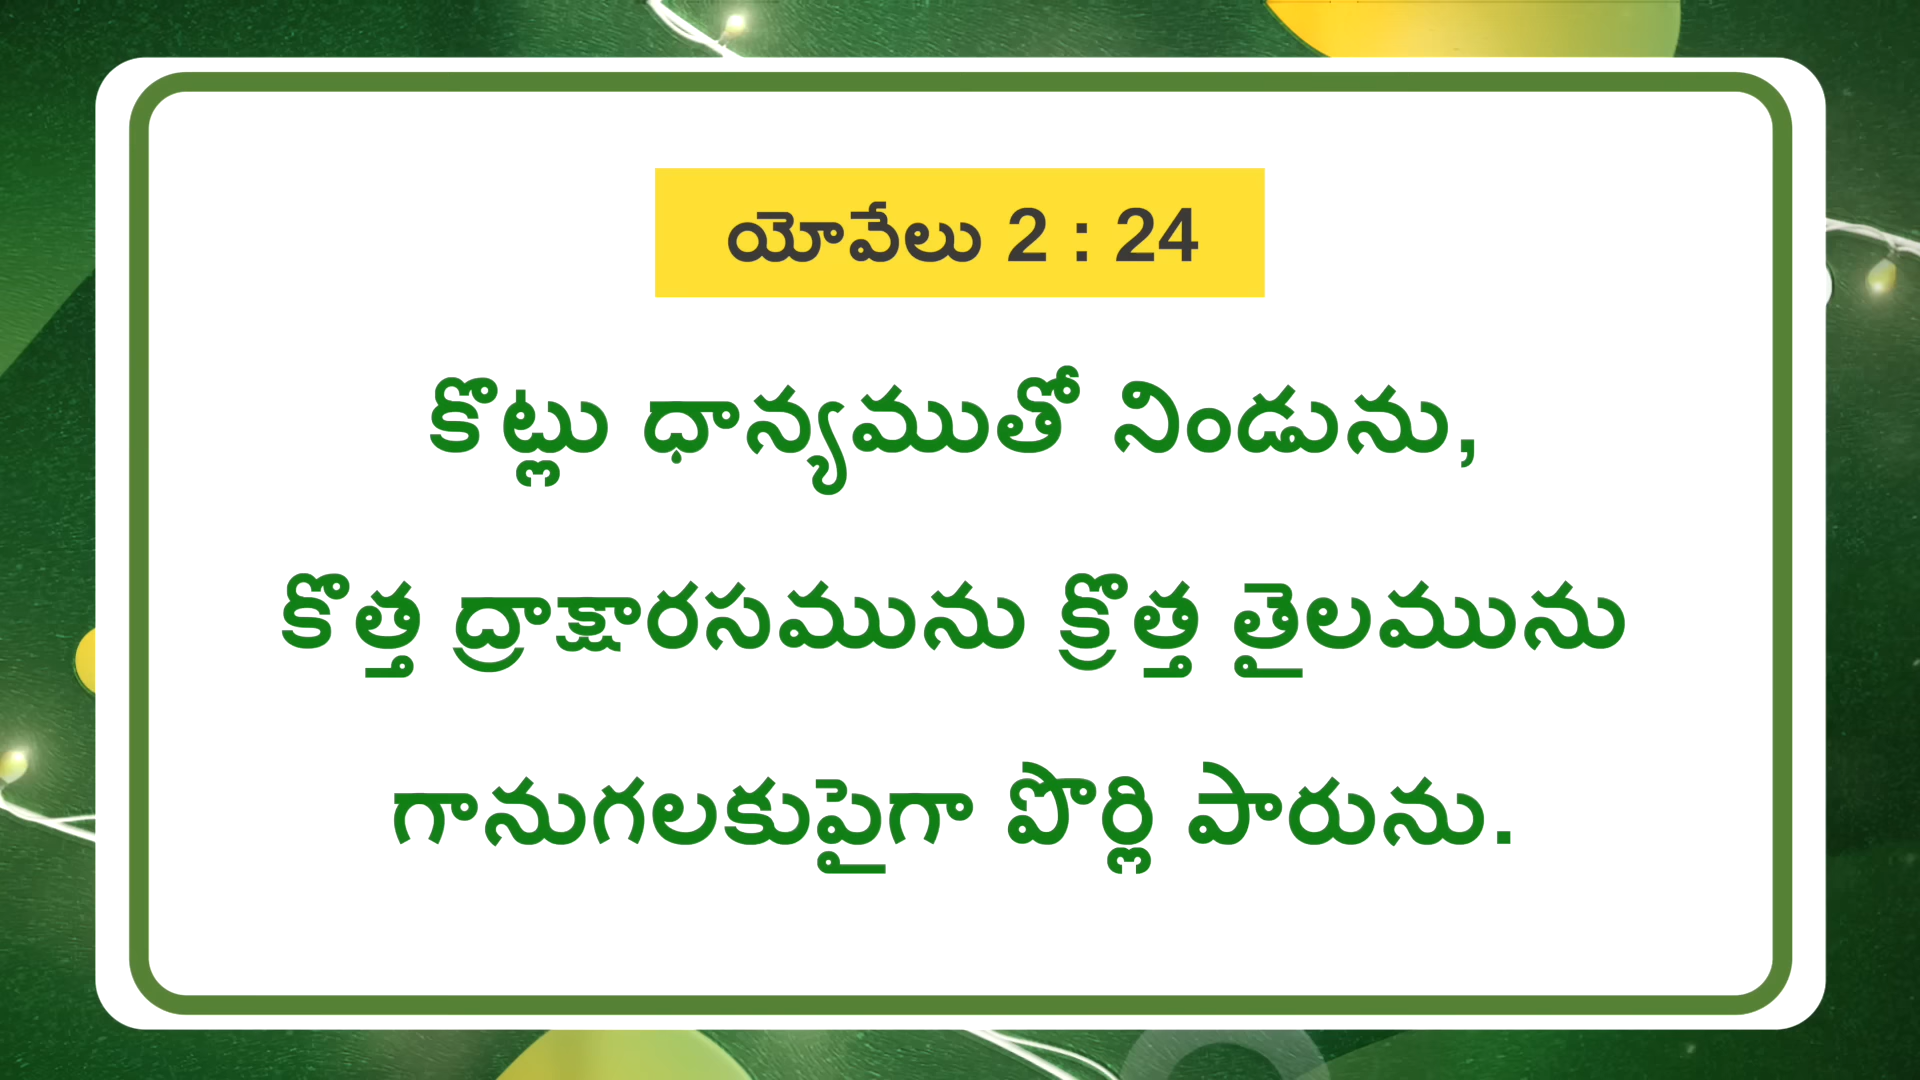 యోవేలు 2 : 24
కొట్లు ధాన్యముతో నిండును,
కొత్త ద్రాక్షారసమును క్రొత్త తైలమును
గానుగలకుపైగా పొర్లి పారును.